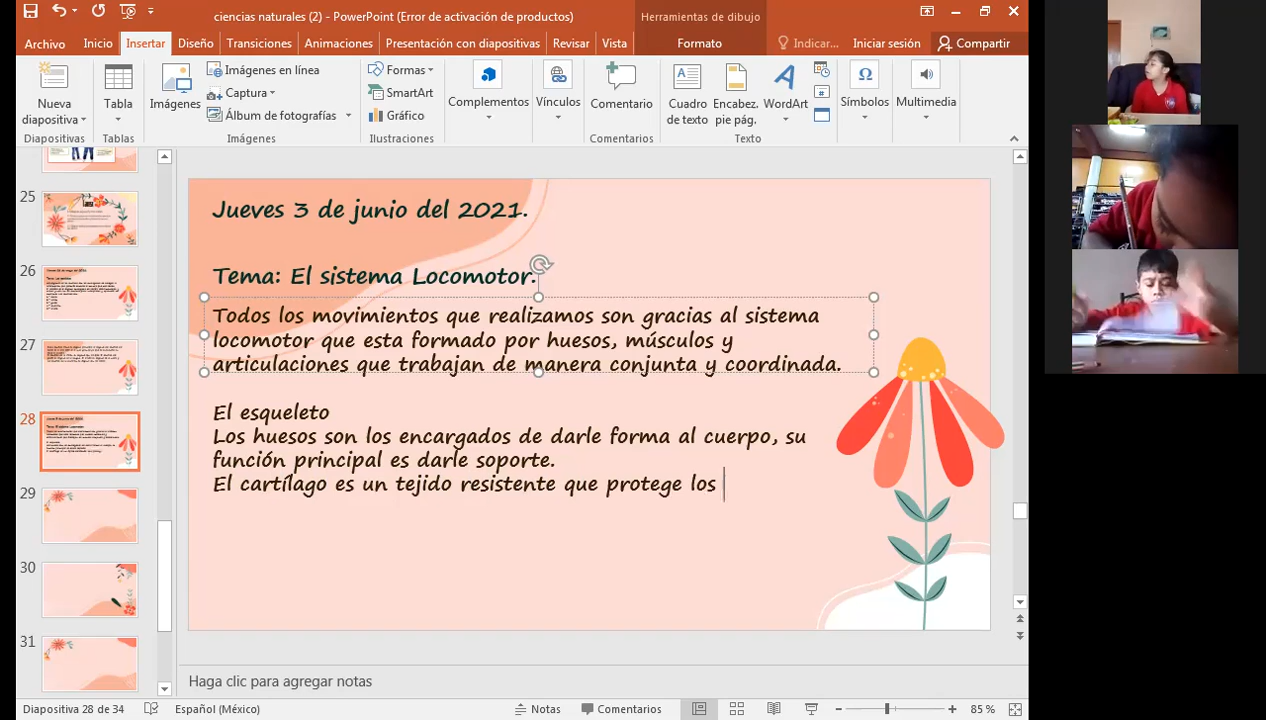 ciencias naturales (2) - PowerPoint (Error de activación de productos)
Herramientas de dibujo
Archivo
Inicio
Insertar
Diseño
Transiciones
Animaciones
Presentación con diapositivas
Revisar
Vista
Formato
Indicar...
Iniciar sesión
Compartir
Nueva
diapositiva
Tabla
Imágenes
Imágenes en línea
Captura
Álbum de fotografías
Formas
SmartArt
Gráfico
Complementos
Vínculos
Comentario
Cuadro
de texto
Encabez.
pie pág.
WordArt
Símbolos
Multimedia
Diapositivas
Tablas
Imágenes
Ilustraciones
Comentarios
Texto
25
26
27
28
29
30
31
Jueves 3 de junio del 2021.
Tema: El sistema Locomotor.
Todos los movimientos que realizamos son gracias al sistema
locomotor que esta formado por huesos, músculos y
articulaciones que trabajan de manera conjunta y coordinada.
El esqueleto
Los huesos son los encargados de darle forma al cuerpo, su
función principal es darle soporte.
El cartílago es un tejido resistente que protege los
Haga clic para agregar notas
Diapositiva 28 de 34
Español (México)
Notas
Comentarios
85 %